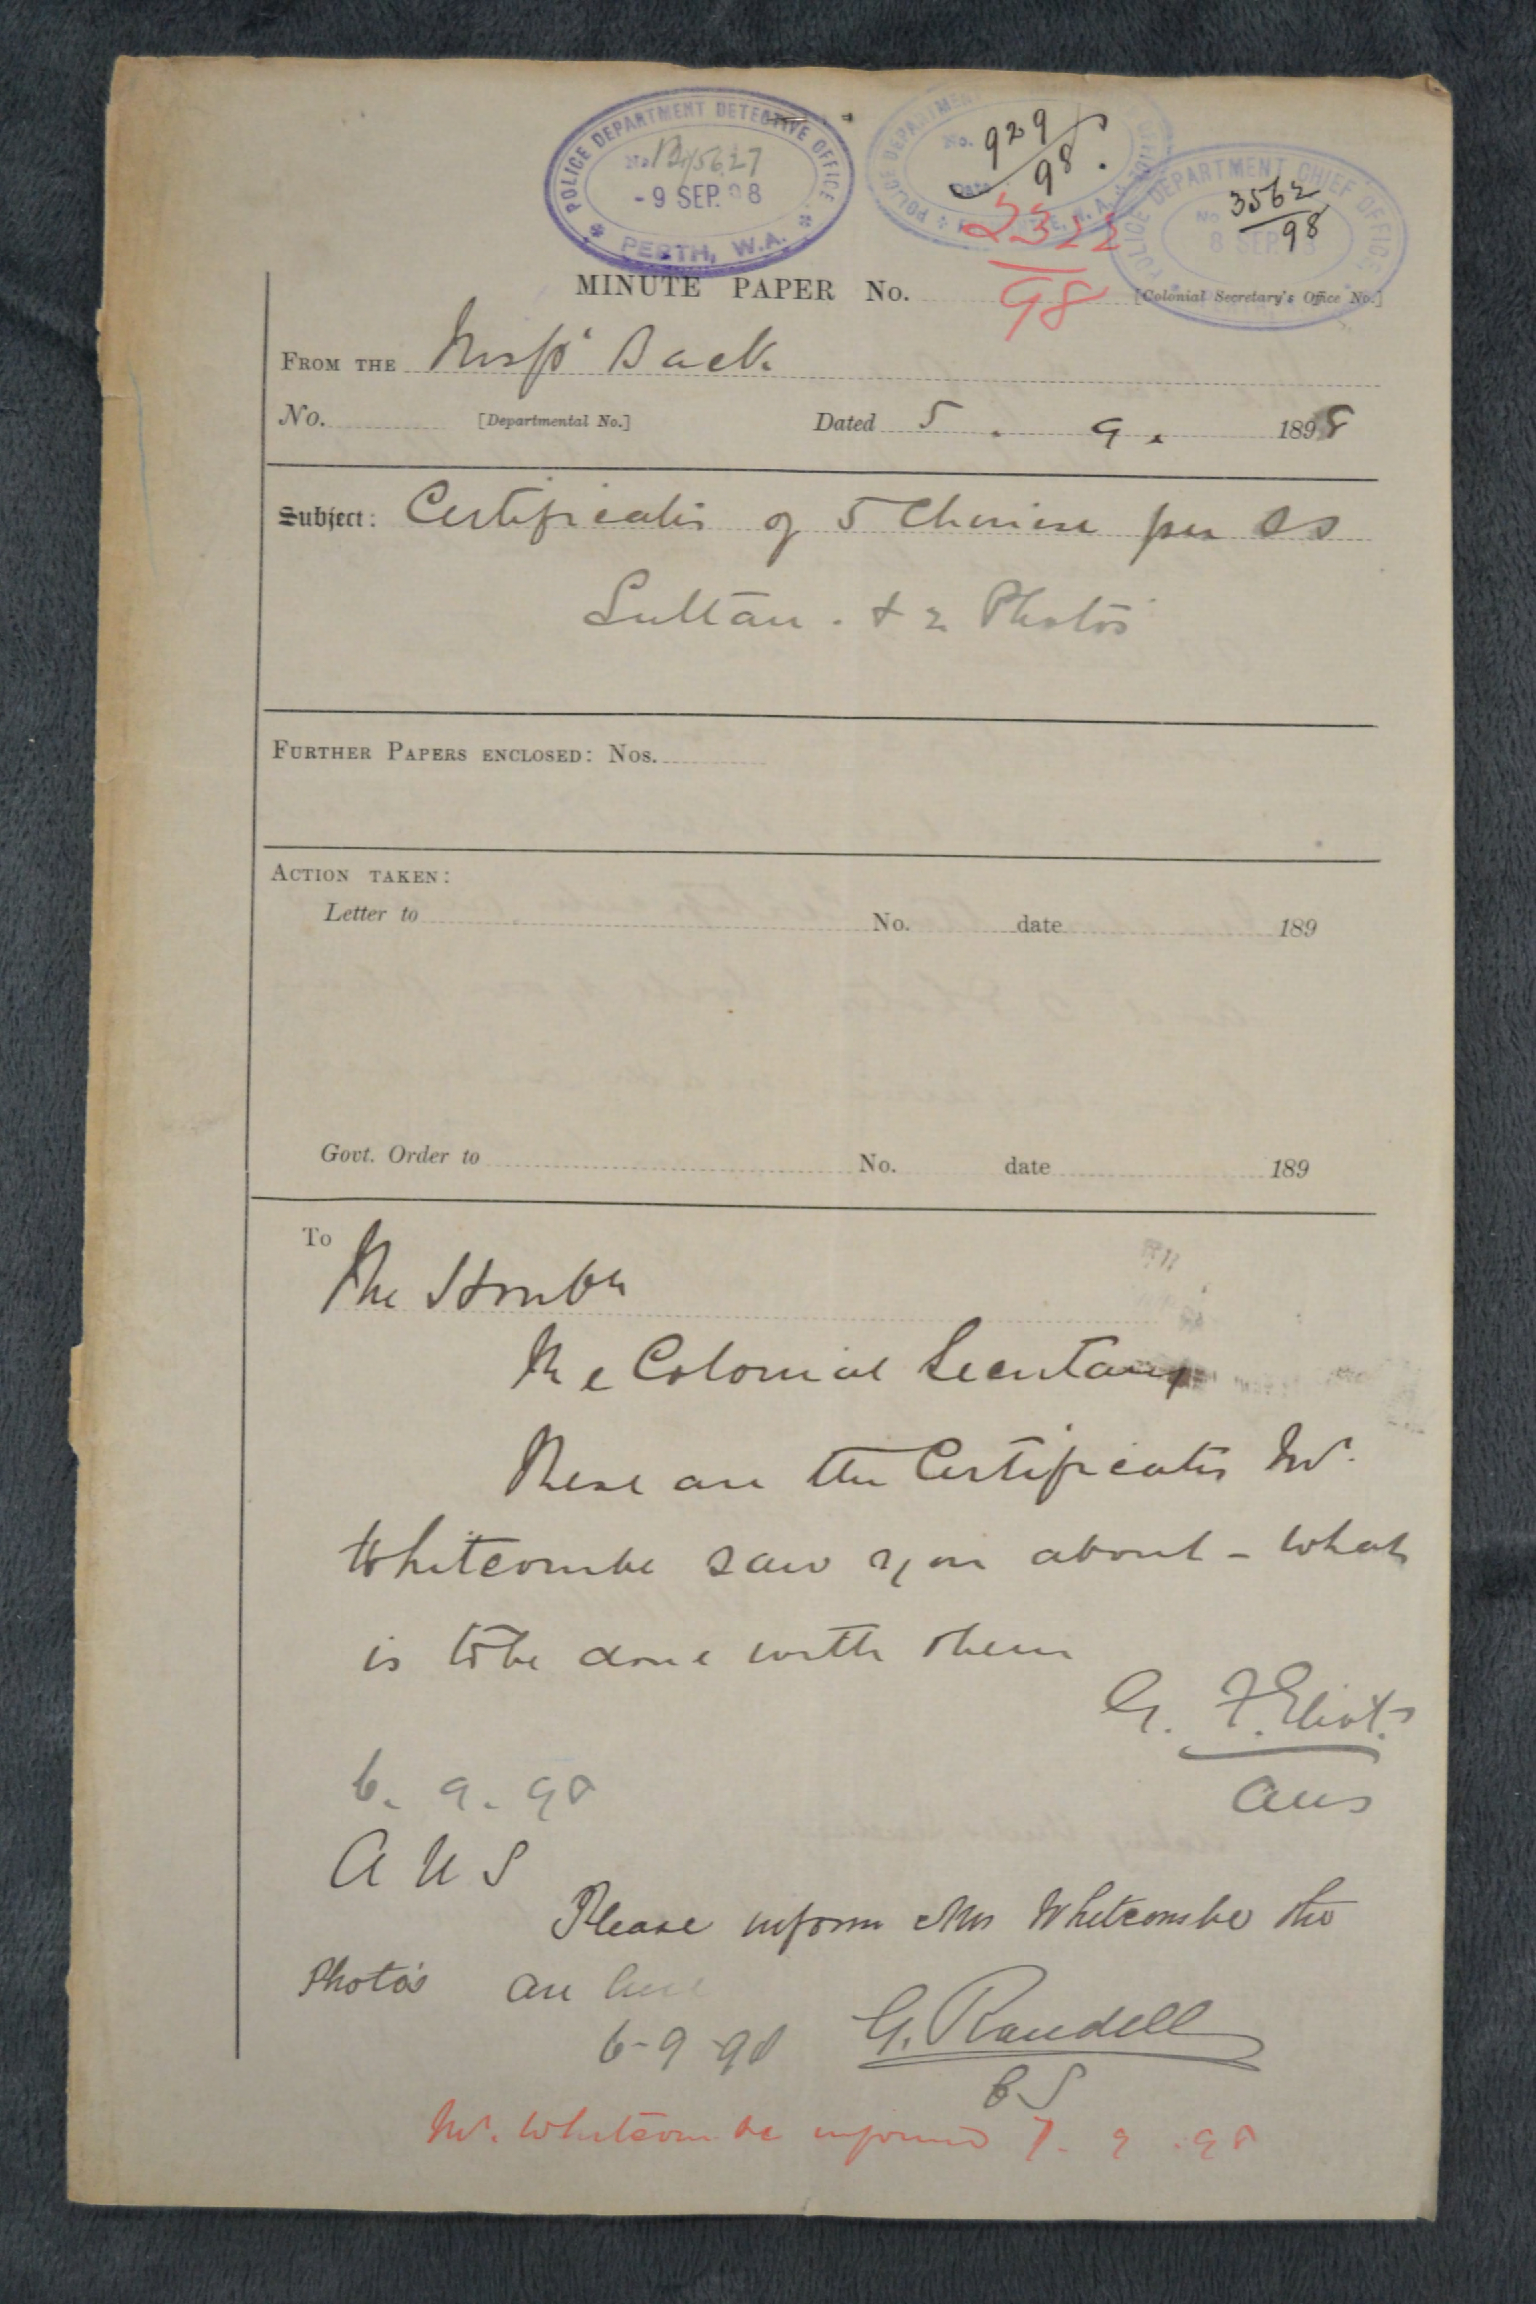 POLICE DEPARTMENT DETECTIVE OFFICE
No.
- 9 SEP. 98
PERTH, W.A.
POLICE DEPARTMENT
No. 929/98.
Date
2322/98
POLICE DEPARTMENT CHIEF OFFICE
No. 3562/98
8 SEP. 98
MINUTE PAPER No.
[Colonial Secretary's Office No.]
FROM THE Insp Back
No. [Departmental No.] Dated 5. 9. 1898
Subject: Certificates of 5 Chinese per SS
Sultan. & 2 Photos
FURTHER PAPERS ENCLOSED: Nos.
ACTION TAKEN:
Letter to No. date 189
Govt. Order to No. date 189
To The Honble
The Colonial Secretary
These are the Certificates Mr.
Whitcombe saw you about - what
is to be done with them
G. F. Eliot.
AUS
6. 9. 98
A U S
Please inform Mr Whitcombe the
Photos are here
6-9-98 G. Randell
CS
Mr. Whitcombe informed 7. 9. 98